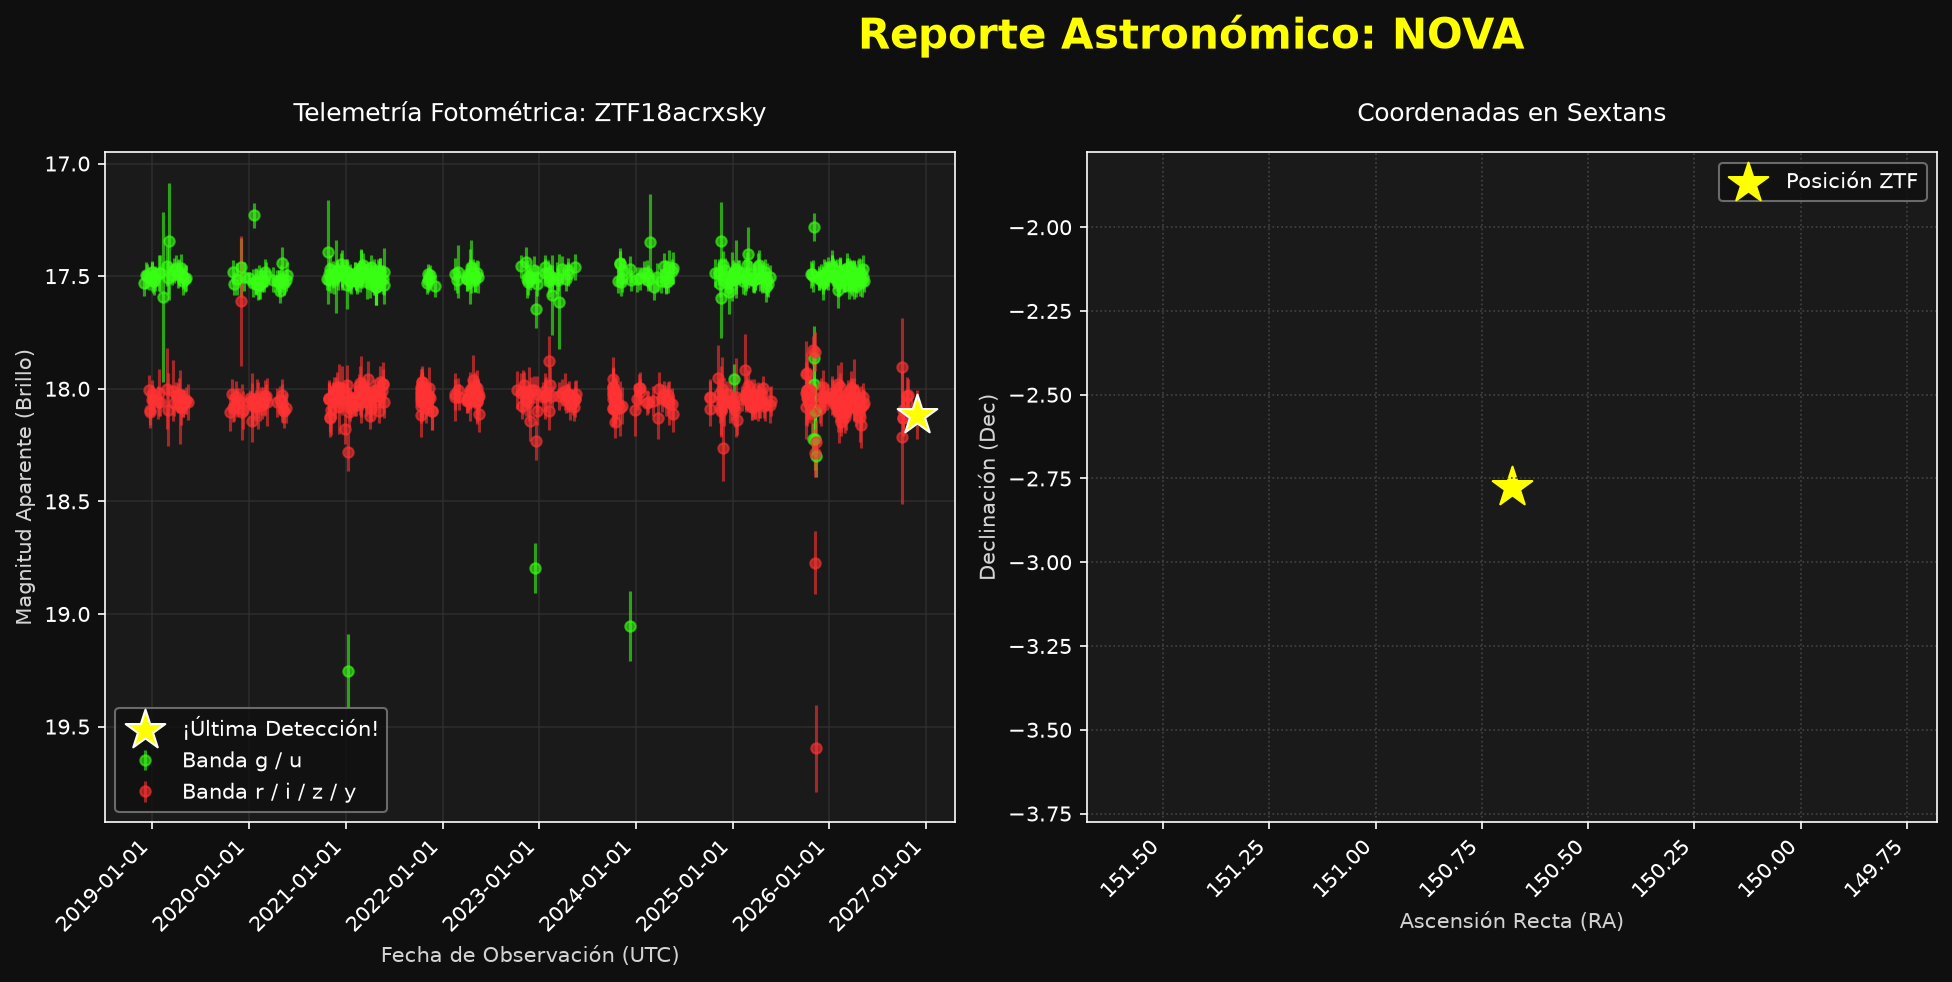 Reporte Astronómico: NOVA
Telemetría Fotométrica: ZTF18acrxsky
Magnitud Aparente (Brillo)
17.0
17.5
18.0
18.5
19.0
19.5
¡Última Detección!
Banda g / u
Banda r / i / z / y
2019-01-01
2020-01-01
2021-01-01
2022-01-01
2023-01-01
2024-01-01
2025-01-01
2026-01-01
2027-01-01
Fecha de Observación (UTC)
Coordenadas en Sextans
Posición ZTF
Declinación (Dec)
−2.00
−2.25
−2.50
−2.75
−3.00
−3.25
−3.50
−3.75
151.50
151.25
151.00
150.75
150.50
150.25
150.00
149.75
Ascensión Recta (RA)